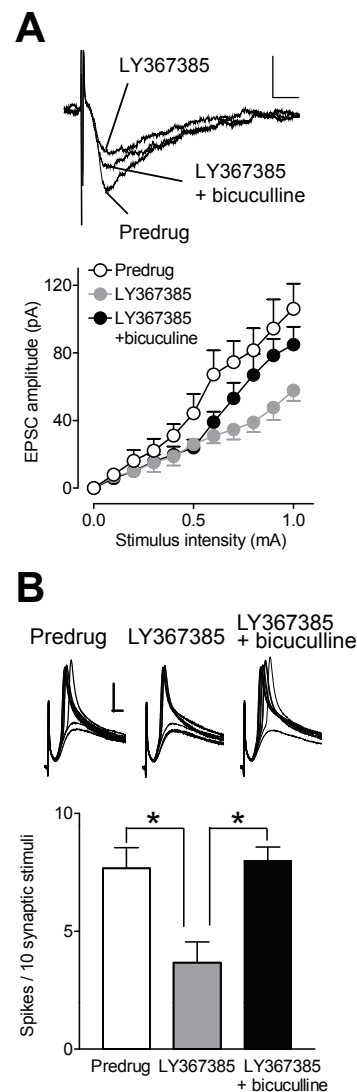 A
LY367385
LY367385
+ bicuculline
Predrug
Predrug
LY367385
LY367385
+bicuculine
EPSC amplitude (pA)
120
80
40
0
0.0
0.5
1.0
Stimulus intensity (mA)
B
Predrug
LY367385
LY367385
+ bicuculline
*
*
Spikes / 10 synaptic stimuli
10
5
0
Predrug
LY367385
LY367385
+ bicuculline